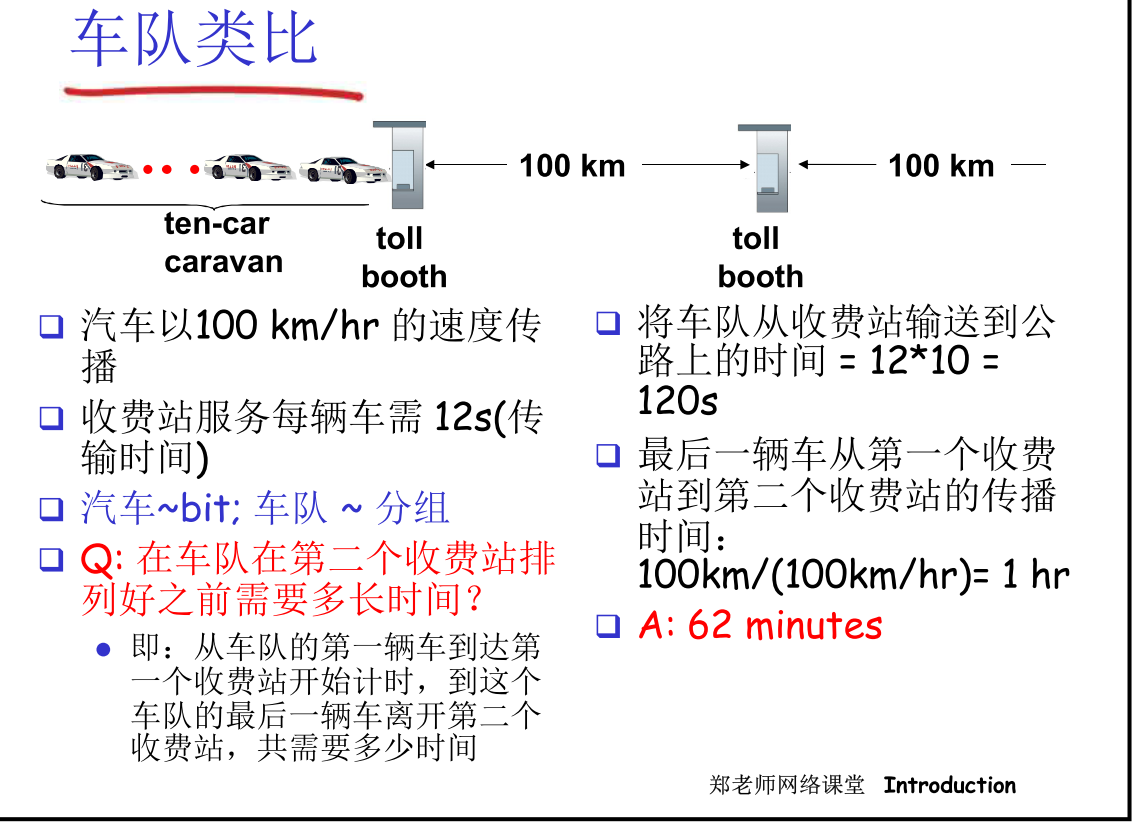 车队类比
100 km
100 km
ten-car
caravan
toll
booth
toll
booth
汽车以100 km/hr 的速度传
播
收费站服务每辆车需 12s(传
输时间)
汽车~bit; 车队 ~ 分组
Q: 在车队在第二个收费站排
列好之前需要多长时间?
即：从车队的第一辆车到达第
一个收费站开始计时，到这个
车队的最后一辆车离开第二个
收费站，共需要多少时间
将车队从收费站输送到公
路上的时间 = 12*10 =
120s
最后一辆车从第一个收费
站到第二个收费站的传播
时间：
100km/(100km/hr)= 1 hr
A: 62 minutes
郑老师网络课堂 Introduction